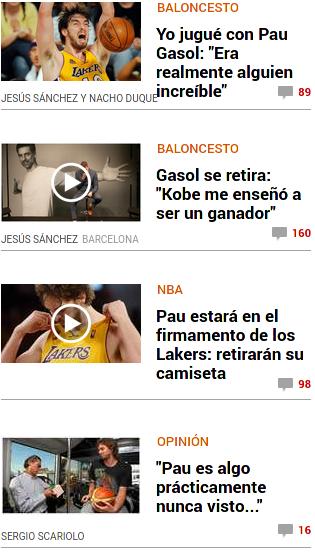 BALONCESTO
Yo jugué con Pau
Gasol: "Era
realmente alguien
increíble"
JESÚS SÁNCHEZ Y NACHO DUQUE
89
BALONCESTO
Gasol se retira:
"Kobe me enseñó a
ser un ganador"
JESÚS SÁNCHEZ BARCELONA
160
NBA
Pau estará en el
firmamento de los
Lakers: retirarán su
camiseta
98
LAKERS
OPINIÓN
"Pau es algo
prácticamente
nunca visto..."
SERGIO SCARIOLO
16